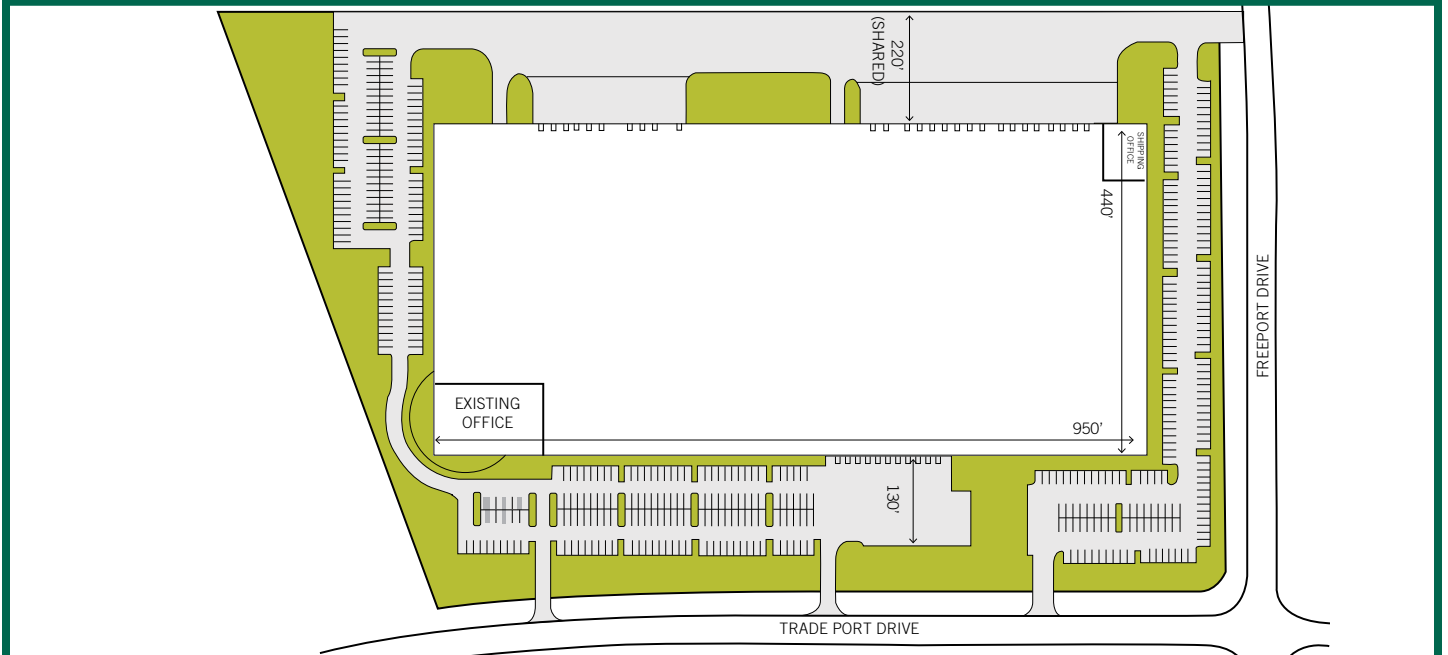 220'
(SHARED)
SHIPPING
OFFICE
440'
FREEPORT DRIVE
EXISTING
OFFICE
950'
130'
TRADE PORT DRIVE